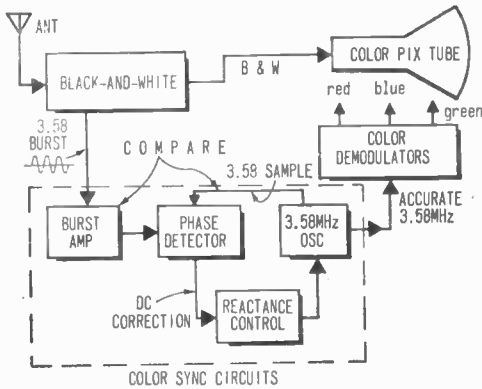 ANT
BLACK-AND-WHITE
B & W
COLOR PIX TUBE
red
blue
green
3.58
BURST
COMPARE
3.58 SAMPLE
COLOR
DEMODULATORS
ACCURATE
3.58MHz
BURST
AMP
PHASE
DETECTOR
3.58MHz
OSC
DC
CORRECTION
REACTANCE
CONTROL
COLOR SYNC CIRCUITS